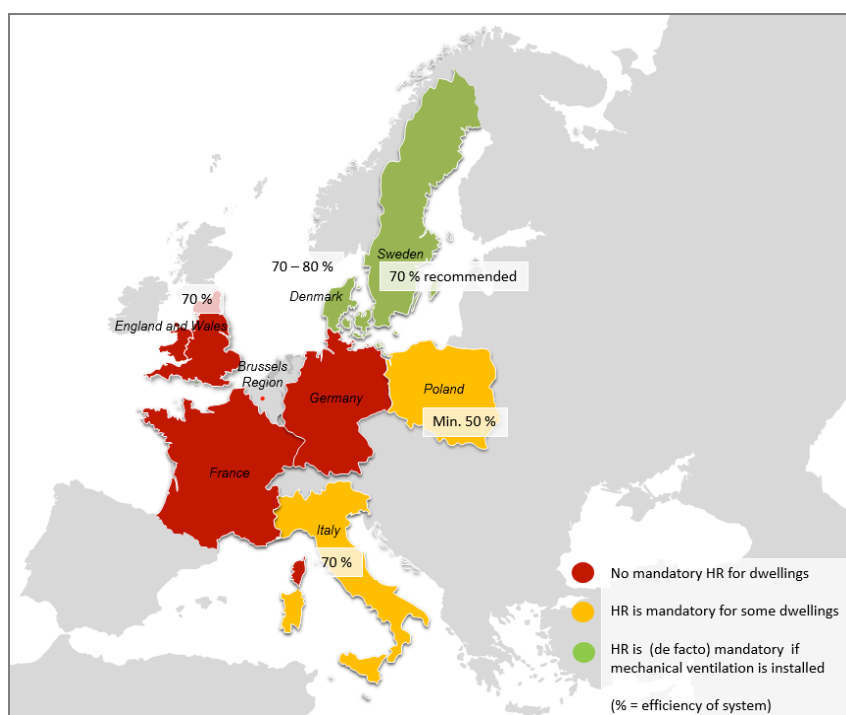 Sweden
70 – 80 %
70 % recommended
Denmark
70 %
England and Wales
Brussels
Region
Germany
Poland
Min. 50 %
France
Italy
70 %
No mandatory HR for dwellings
HR is mandatory for some dwellings
HR is (de facto) mandatory if
mechanical ventilation is installed
(% = efficiency of system)